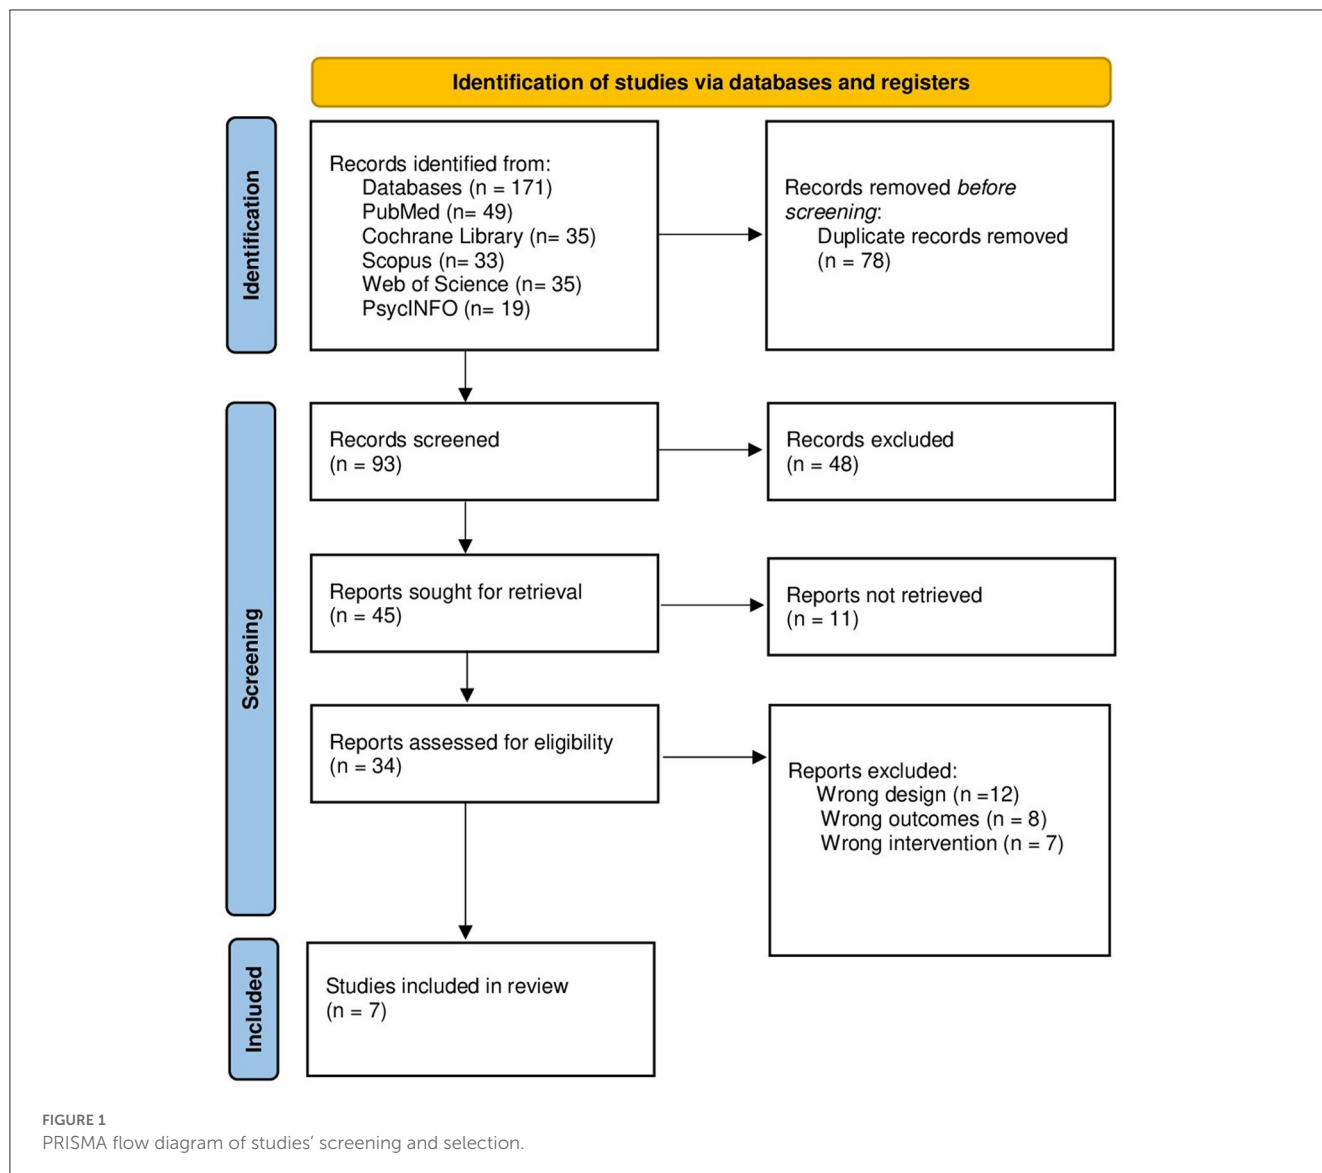 Identification of studies via databases and registers
Identification
Records identified from:
Databases (n = 171)
PubMed (n= 49)
Cochrane Library (n= 35)
Scopus (n= 33)
Web of Science (n= 35)
PsycINFO (n= 19)
Records removed before
screening:
Duplicate records removed
(n = 78)
Screening
Records screened
(n = 93)
Records excluded
(n = 48)
Reports sought for retrieval
(n = 45)
Reports not retrieved
(n = 11)
Reports assessed for eligibility
(n = 34)
Reports excluded:
Wrong design (n =12)
Wrong outcomes (n = 8)
Wrong intervention (n = 7)
Included
Studies included in review
(n = 7)
FIGURE 1
PRISMA flow diagram of studies’ screening and selection.